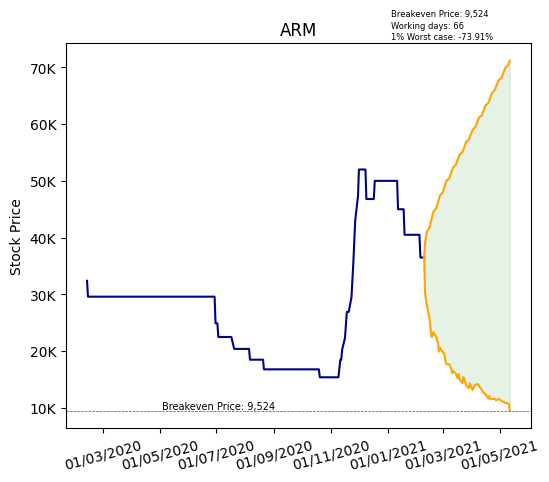 Breakeven Price: 9,524
Working days: 66
1% Worst case: -73.91%
ARM
Stock Price
70K
60K
50K
40K
30K
20K
10K
Breakeven Price: 9,524
01/03/2020 01/05/2020 01/07/2020 01/09/2020 01/11/2020 01/01/2021 01/03/2021 01/05/2021